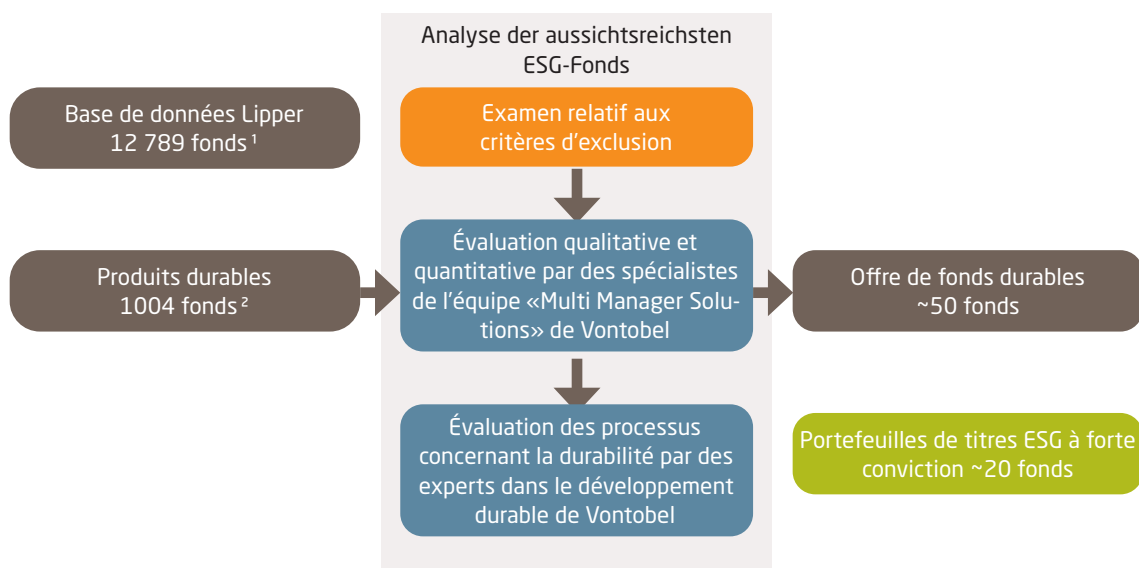 Analyse der aussichtsreichsten
ESG-Fonds
Base de données Lipper
12 789 fonds ¹
Examen relatif aux
critères d'exclusion
Produits durables
1004 fonds ²
Évaluation qualitative et
quantitative par des spécialistes
de l'équipe «Multi Manager Solu-
tions» de Vontobel
Offre de fonds durables
~50 fonds
Évaluation des processus
concernant la durabilité par des
experts dans le développement
durable de Vontobel
Portefeuilles de titres ESG à forte
conviction ~20 fonds